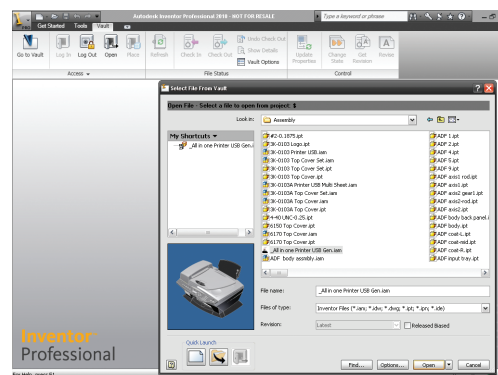 Autodesk Inventor Professional 2010 - NOT FOR RESALE
Type a keyword or phrase
Get Started Tools Vault
Go to Vault Log In Log Out Open Place Refresh Check In Check Out Undo Check Out
Show Details
Vault Options
Update Properties Change State Get Revision Revise
Access File Status Control
Select File From Vault
Open File - Select a file to open from project: $
Look in: Assembly
My Shortcuts
_All in one Printer USB Gen.i
#2-0.1875.ipt
3K-0103 Logo.ipt
3K-0103 Printer USB.iam
3K-0103 Top Cover Set.iam
3K-0103 Top Cover.ipt
3K-0103A Printer USB Multi Sheet.iam
3K-0103A Top Cover Set.iam
3K-0103A Top Cover.iam
3K-0103A Top Cover.ipt
4-40 UNC-0.25.ipt
6150 Top Cover.ipt
6170 Top Cover.iam
6170 Top Cover.ipt
_All in one Printer USB Gen.iam
ADF body assmbly.iam
ADF 1.ipt
ADF 2.ipt
ADF 4.ipt
ADF 5.ipt
ADF 9.ipt
ADF axis1 rod.ipt
ADF axis1.ipt
ADF axis2 gear1.ipt
ADF axis2-rod.ipt
ADF axis2.ipt
ADF body back panel.i
ADF body.ipt
ADF coat-L.ipt
ADF coat-mid.ipt
ADF coat-R.ipt
ADF input tray.ipt
File name: _All in one Printer USB Gen.iam
Files of type: Inventor Files (*.iam; *.idw; *.dwg; *.ipt; *.ipn; *.ide)
Revision: Latest Released Biased
Quick Launch
Find... Options... Open Cancel
Inventor
Professional
For Help, press F1